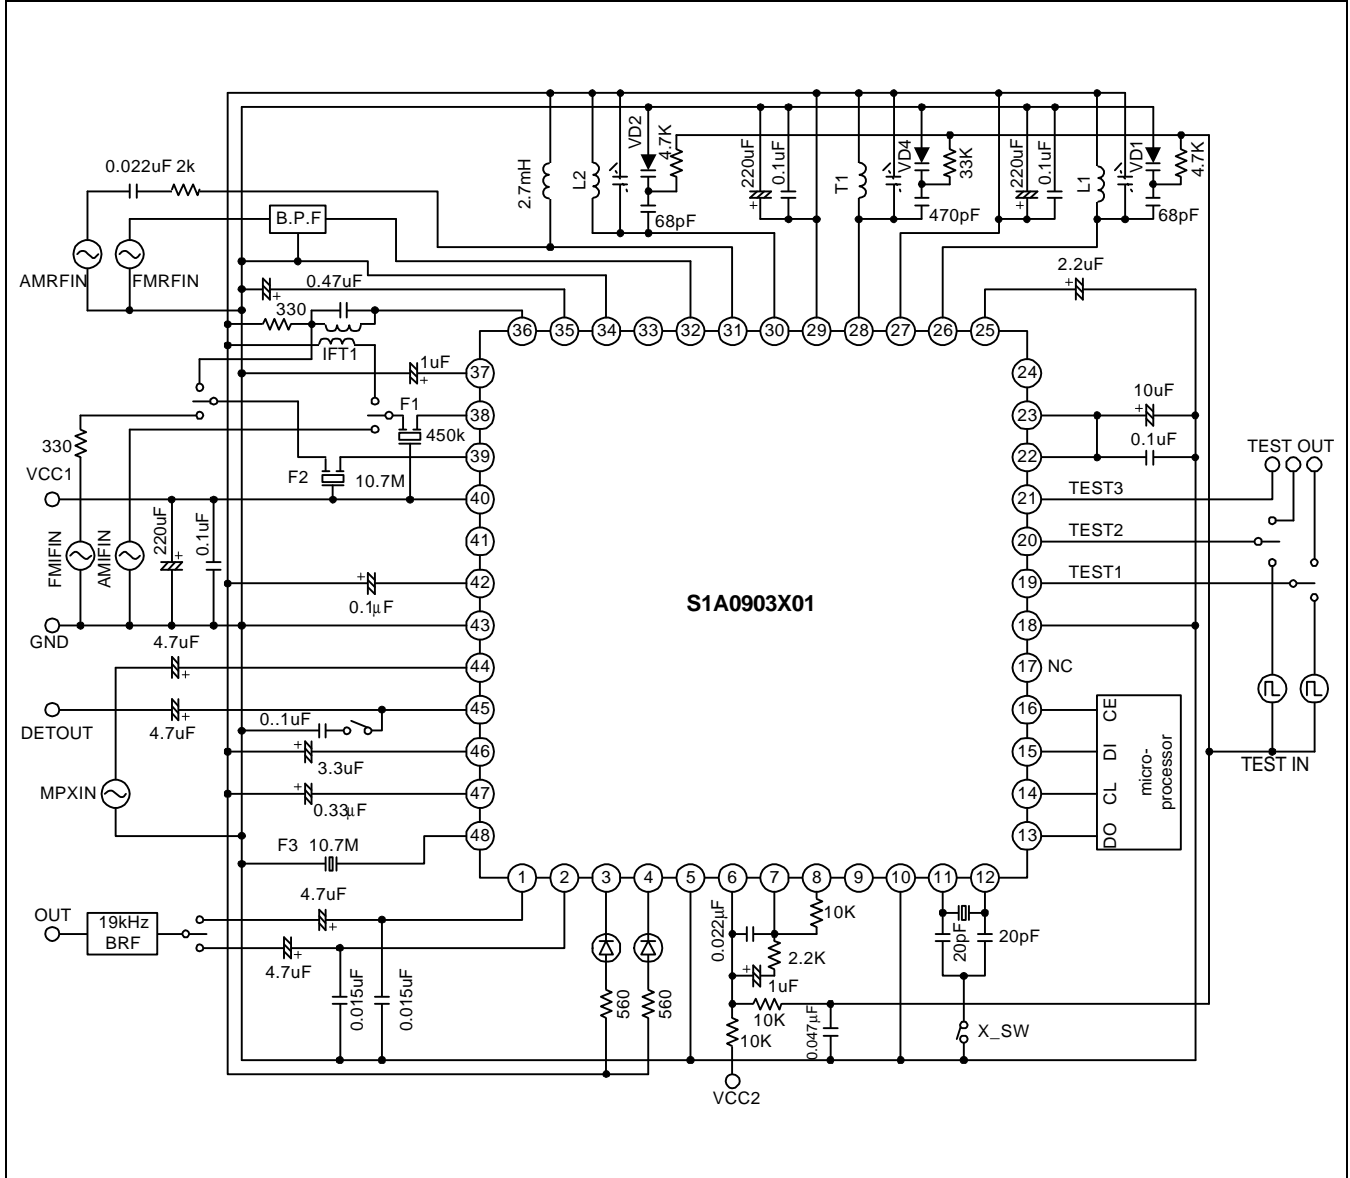 VD2
4.7K
VD4
33K
VD1
4.7K
0.022uF 2k
2.7mH
L2
220uF
0.1uF
T1
220uF
0.1uF
L1
68pF
470pF
68pF
B.P.F
AMRFIN
FMRFIN
0.47uF
2.2uF
330
IFT1
36 35 34 33 32 31 30 29 28 27 26 25
1uF
37
24
F1
38
450k
23
10uF
330
F2
10.7M
39
22
0.1uF
TEST OUT
VCC1
40
21
TEST3
220uF
0.1uF
FMIFIN
AMIFIN
41
20
TEST2
42
0.1µF
S1A0903X01
19
TEST1
GND
4.7uF
43
18
44
17
NC
DETOUT
4.7uF
0..1uF
45
16
CE
3.3uF
46
15
DI
micro-
processor
TEST IN
MPXIN
0.33µF
47
14
CL
F3 10.7M
48
13
DO
1 2 3 4 5 6 7 8 9 10 11 12
OUT
19kHz
BRF
4.7uF
4.7uF
0.015uF
0.015uF
560
560
0.022µF
10K
2.2K
1uF
10K
10K
0.047µF
20pF
20pF
X_SW
VCC2